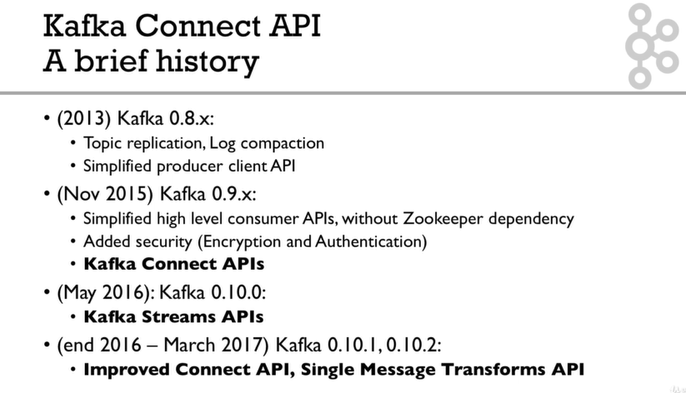 Kafka Connect API
A brief history
• (2013) Kafka 0.8.x:
• Topic replication, Log compaction
• Simplified producer client API
• (Nov 2015) Kafka 0.9.x:
• Simplified high level consumer APIs, without Zookeeper dependency
• Added security (Encryption and Authentication)
• Kafka Connect APIs
• (May 2016): Kafka 0.10.0:
• Kafka Streams APIs
• (end 2016 – March 2017) Kafka 0.10.1, 0.10.2:
• Improved Connect API, Single Message Transforms API